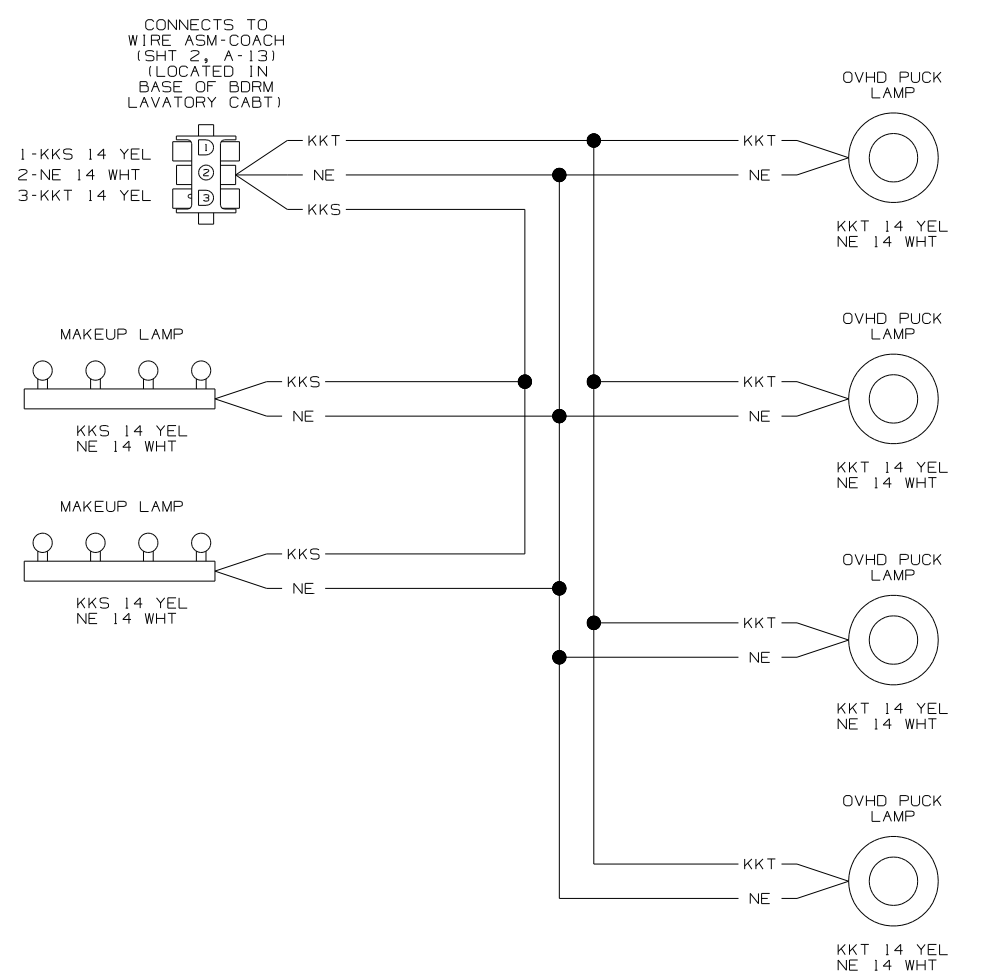 CONNECTS TO
WIRE ASM-COACH
(SHT 2, A-13)
(LOCATED IN
BASE OF BDRM
LAVATORY CABT)
1-KKS 14 YEL
2-NE 14 WHT
3-KKT 14 YEL
1
2
3
KKT
NE
KKS
KKT
NE
OVHD PUCK
LAMP
KKT 14 YEL
NE 14 WHT
MAKEUP LAMP
KKS
NE
KKS 14 YEL
NE 14 WHT
OVHD PUCK
LAMP
KKT
NE
KKT 14 YEL
NE 14 WHT
MAKEUP LAMP
KKS
NE
KKS 14 YEL
NE 14 WHT
OVHD PUCK
LAMP
KKT
NE
KKT 14 YEL
NE 14 WHT
OVHD PUCK
LAMP
KKT
NE
KKT 14 YEL
NE 14 WHT